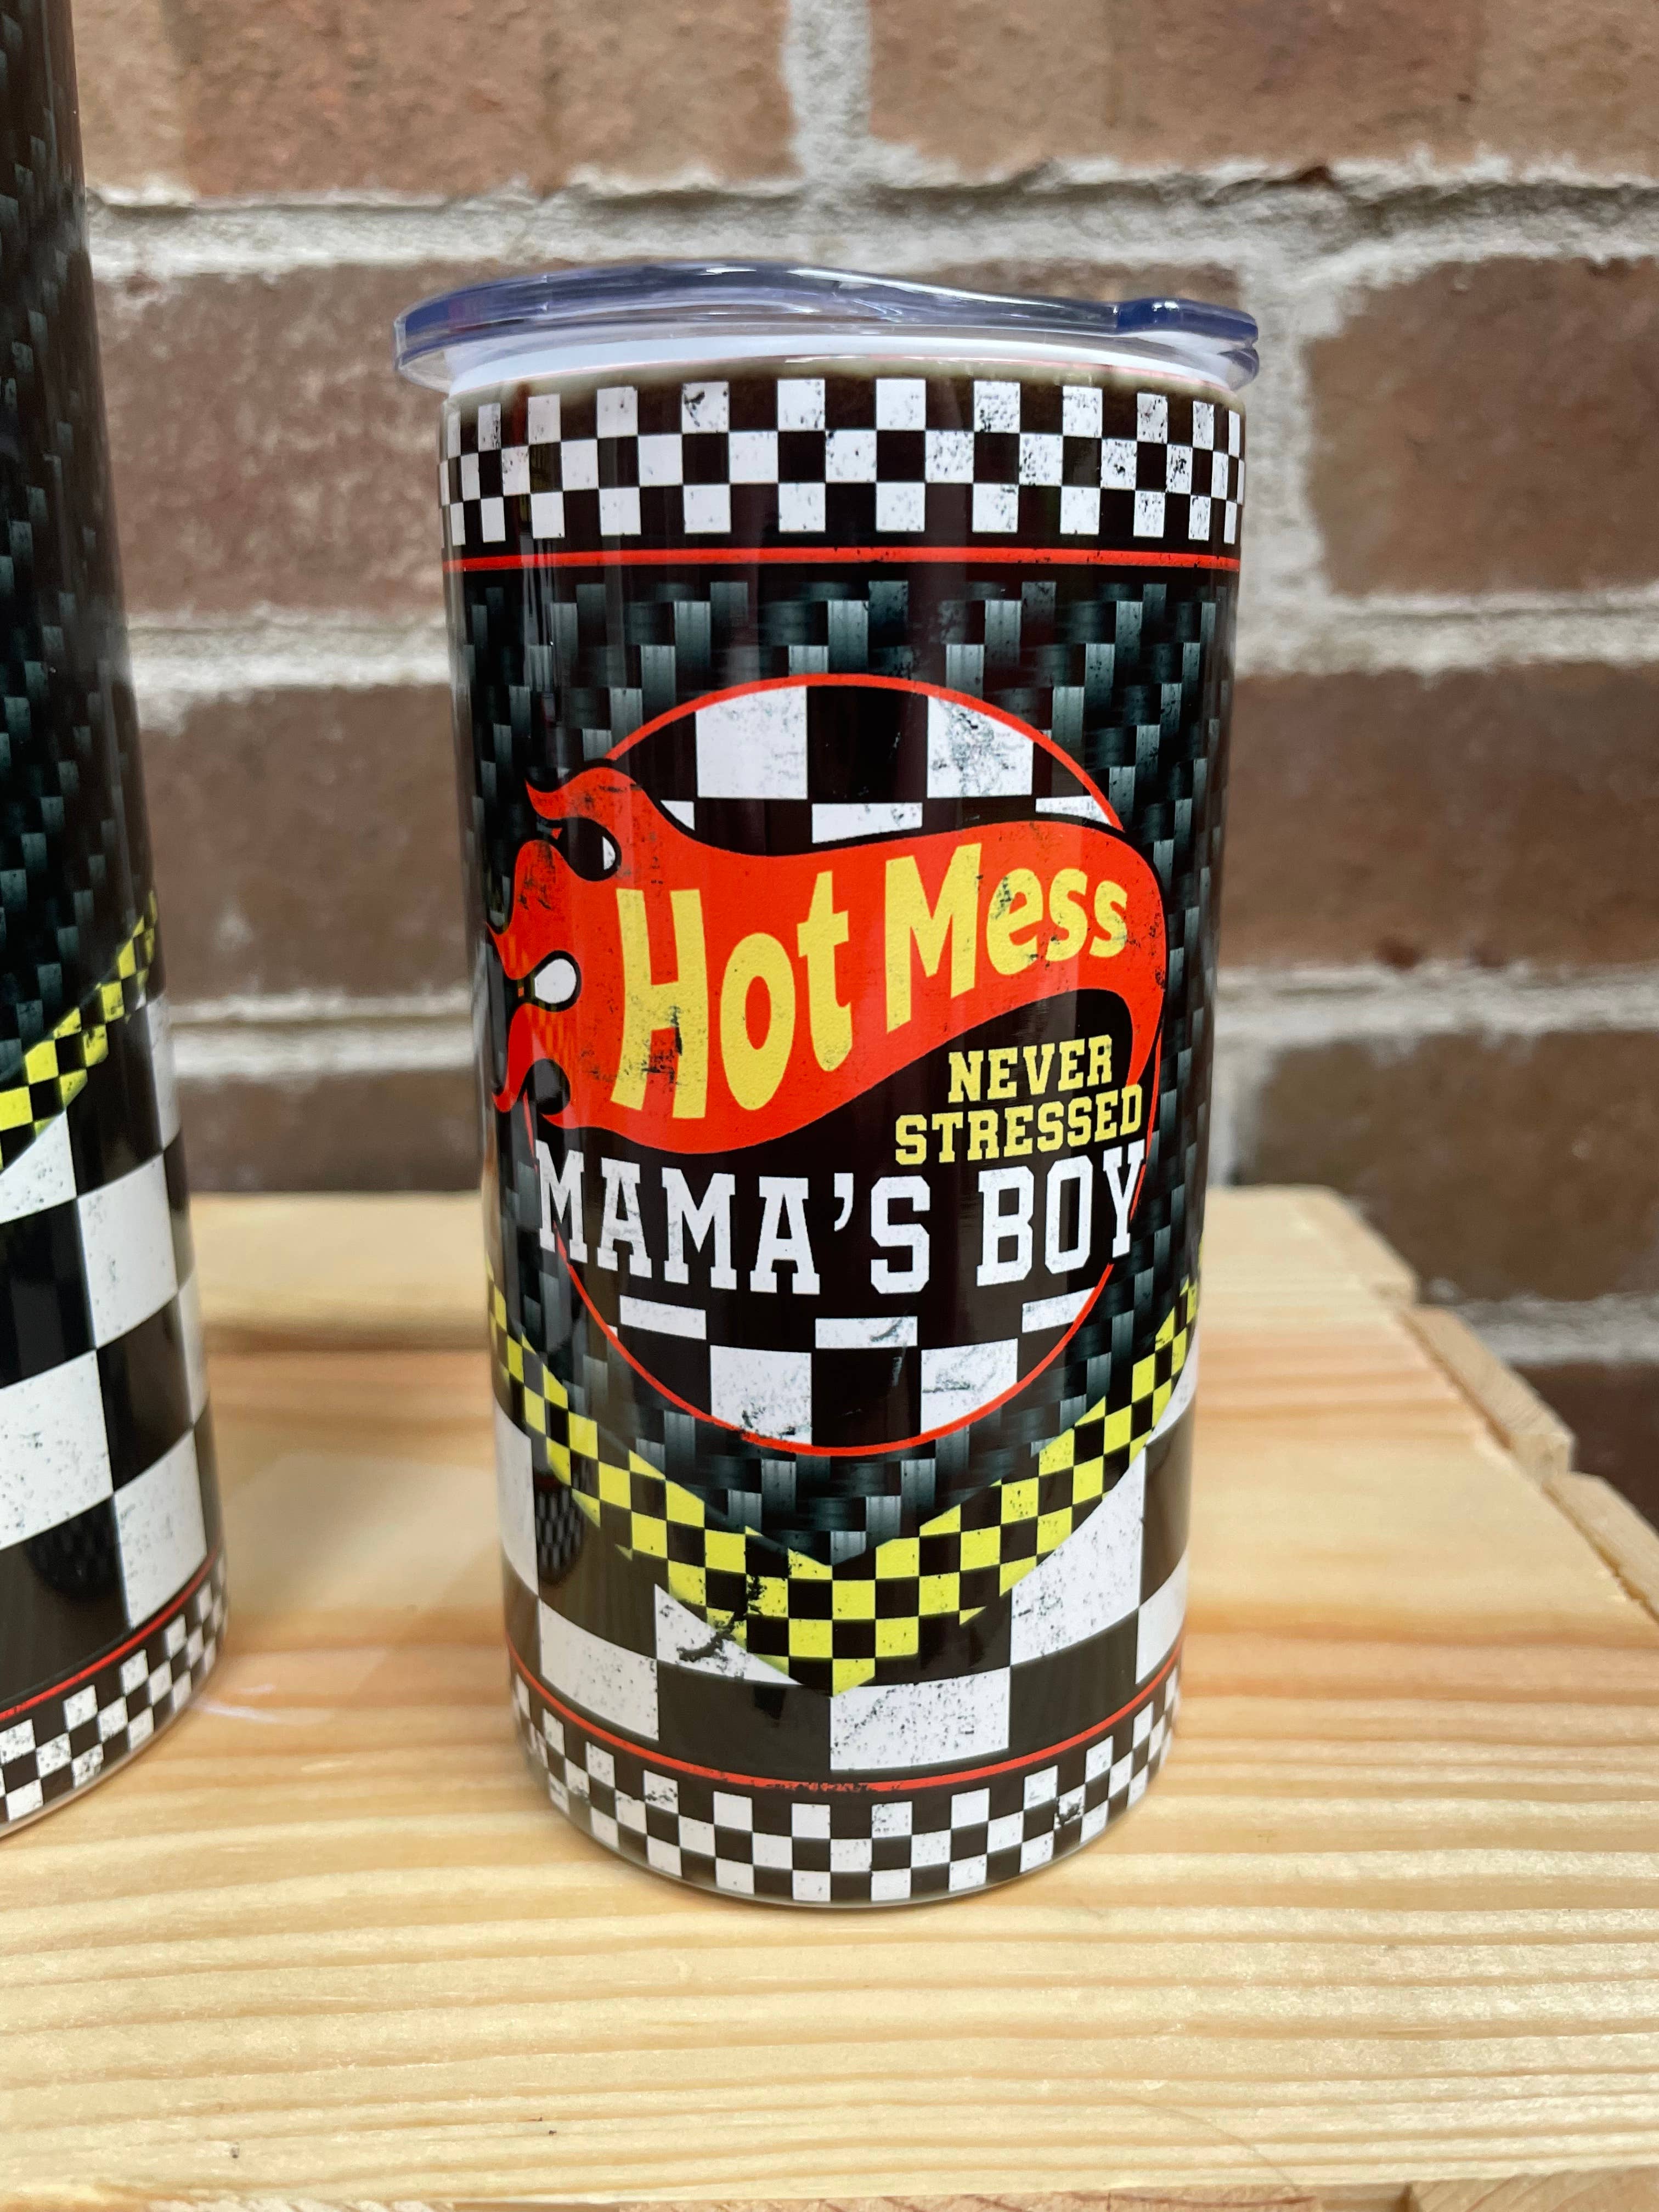 Hot Mess
NEVER
STRESSED
MAMA'S BOY